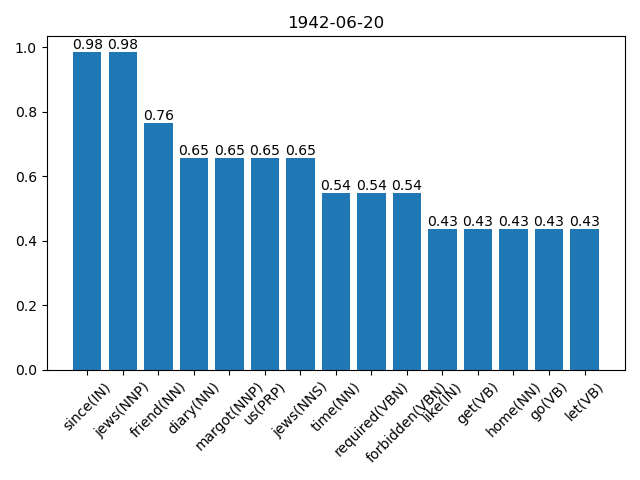 1942-06-20
1.0
0.8
0.6
0.4
0.2
0.0
0.98 0.98 0.76 0.65 0.65 0.65 0.65 0.54 0.54 0.54 0.43 0.43 0.43 0.43 0.43
since(IN)
jews(NNP)
friend(NN)
diary(NN)
margot(NNP)
us(PRP)
jews(NNS)
time(NN)
required(VBN)
forbidden(VBN)
like(IN)
get(VB)
home(NN)
go(VB)
let(VB)